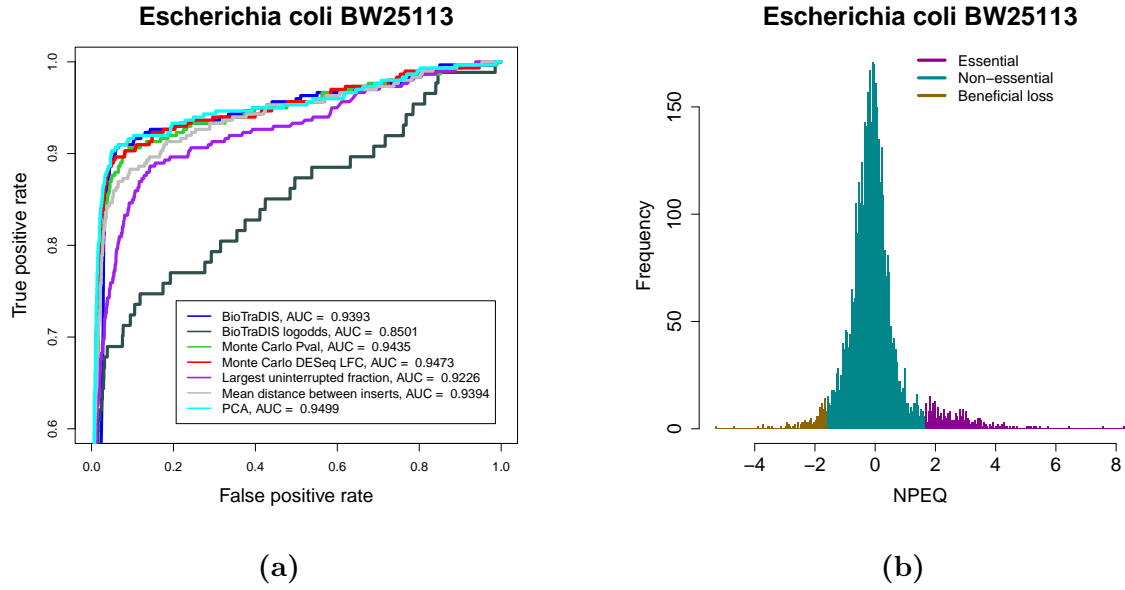 Escherichia coli BW25113
True positive rate
1.0
0.9
0.8
0.7
0.6
BioTraDIS, AUC = 0.9393
BioTraDIS logodds, AUC = 0.8501
Monte Carlo Pval, AUC = 0.9435
Monte Carlo DESeq LFC, AUC = 0.9473
Largest uninterrupted fraction, AUC = 0.9226
Mean distance between inserts, AUC = 0.9394
PCA, AUC = 0.9499
0.0 0.2 0.4 0.6 0.8 1.0
False positive rate
(a)
Escherichia coli BW25113
Essential
Non−essential
Beneficial loss
Frequency
150
100
50
0
−4 −2 0 2 4 6 8
NPEQ
(b)